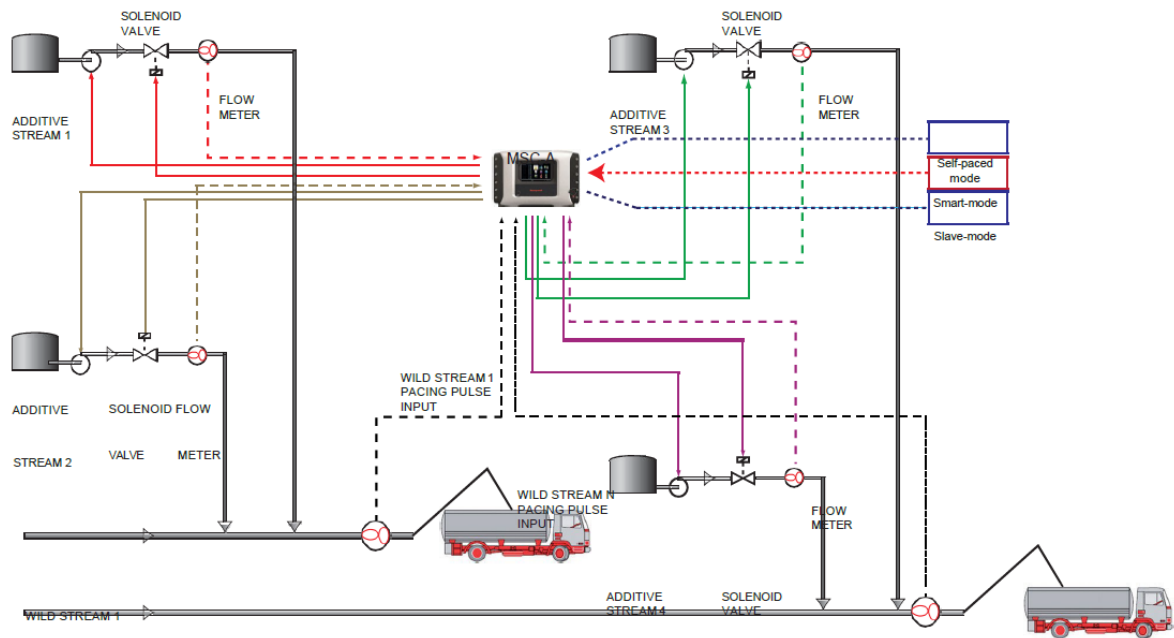 SOLENOID
VALVE
SOLENOID
VALVE
FLOW
METER
FLOW
METER
ADDITIVE
STREAM 1
ADDITIVE
STREAM 3
MSC-A
Self-paced
mode
Smart-mode
Slave-mode
WILD STREAM 1
PACING PULSE
INPUT
ADDITIVE SOLENOID FLOW
STREAM 2 VALVE METER
WILD STREAM N
PACING PULSE
INPUT
FLOW
METER
ADDITIVE
STREAM 4
SOLENOID
VALVE
WILD STREAM 1